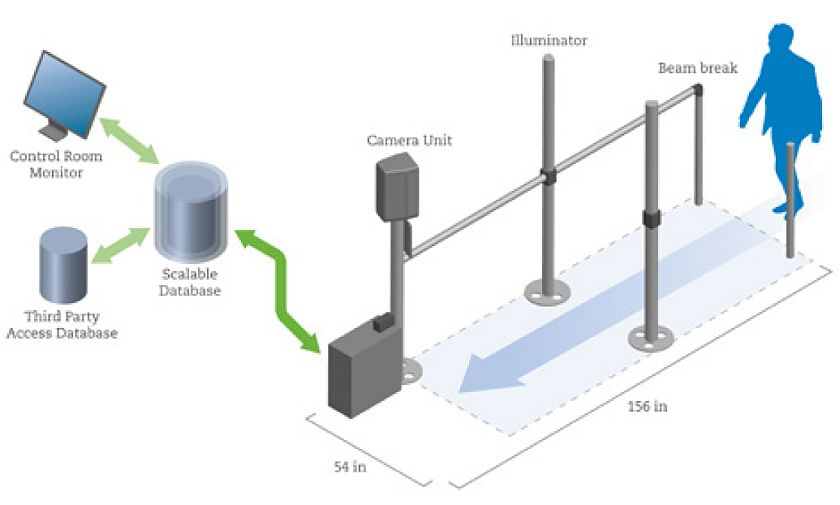 Illuminator
Beam break
Camera Unit
Control Room
Monitor
Scalable
Database
Third Party
Access Database
156 in
54 in